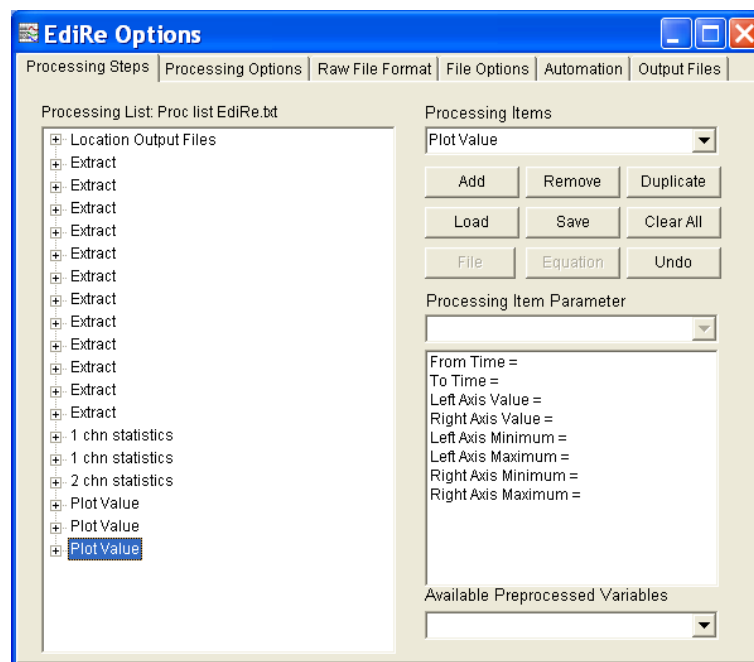 EdiRe Options
Processing Steps Processing Options Raw File Format File Options Automation Output Files
Processing List: Proc list EdiRe.txt
Location Output Files
Extract
Extract
Extract
Extract
Extract
Extract
Extract
Extract
Extract
Extract
Extract
Extract
1 chn statistics
1 chn statistics
2 chn statistics
Plot Value
Plot Value
Plot Value
Processing Items
Plot Value
Add Remove Duplicate
Load Save Clear All
File Equation Undo
Processing Item Parameter
From Time =
To Time =
Left Axis Value =
Right Axis Value =
Left Axis Minimum =
Left Axis Maximum =
Right Axis Minimum =
Right Axis Maximum =
Available Preprocessed Variables